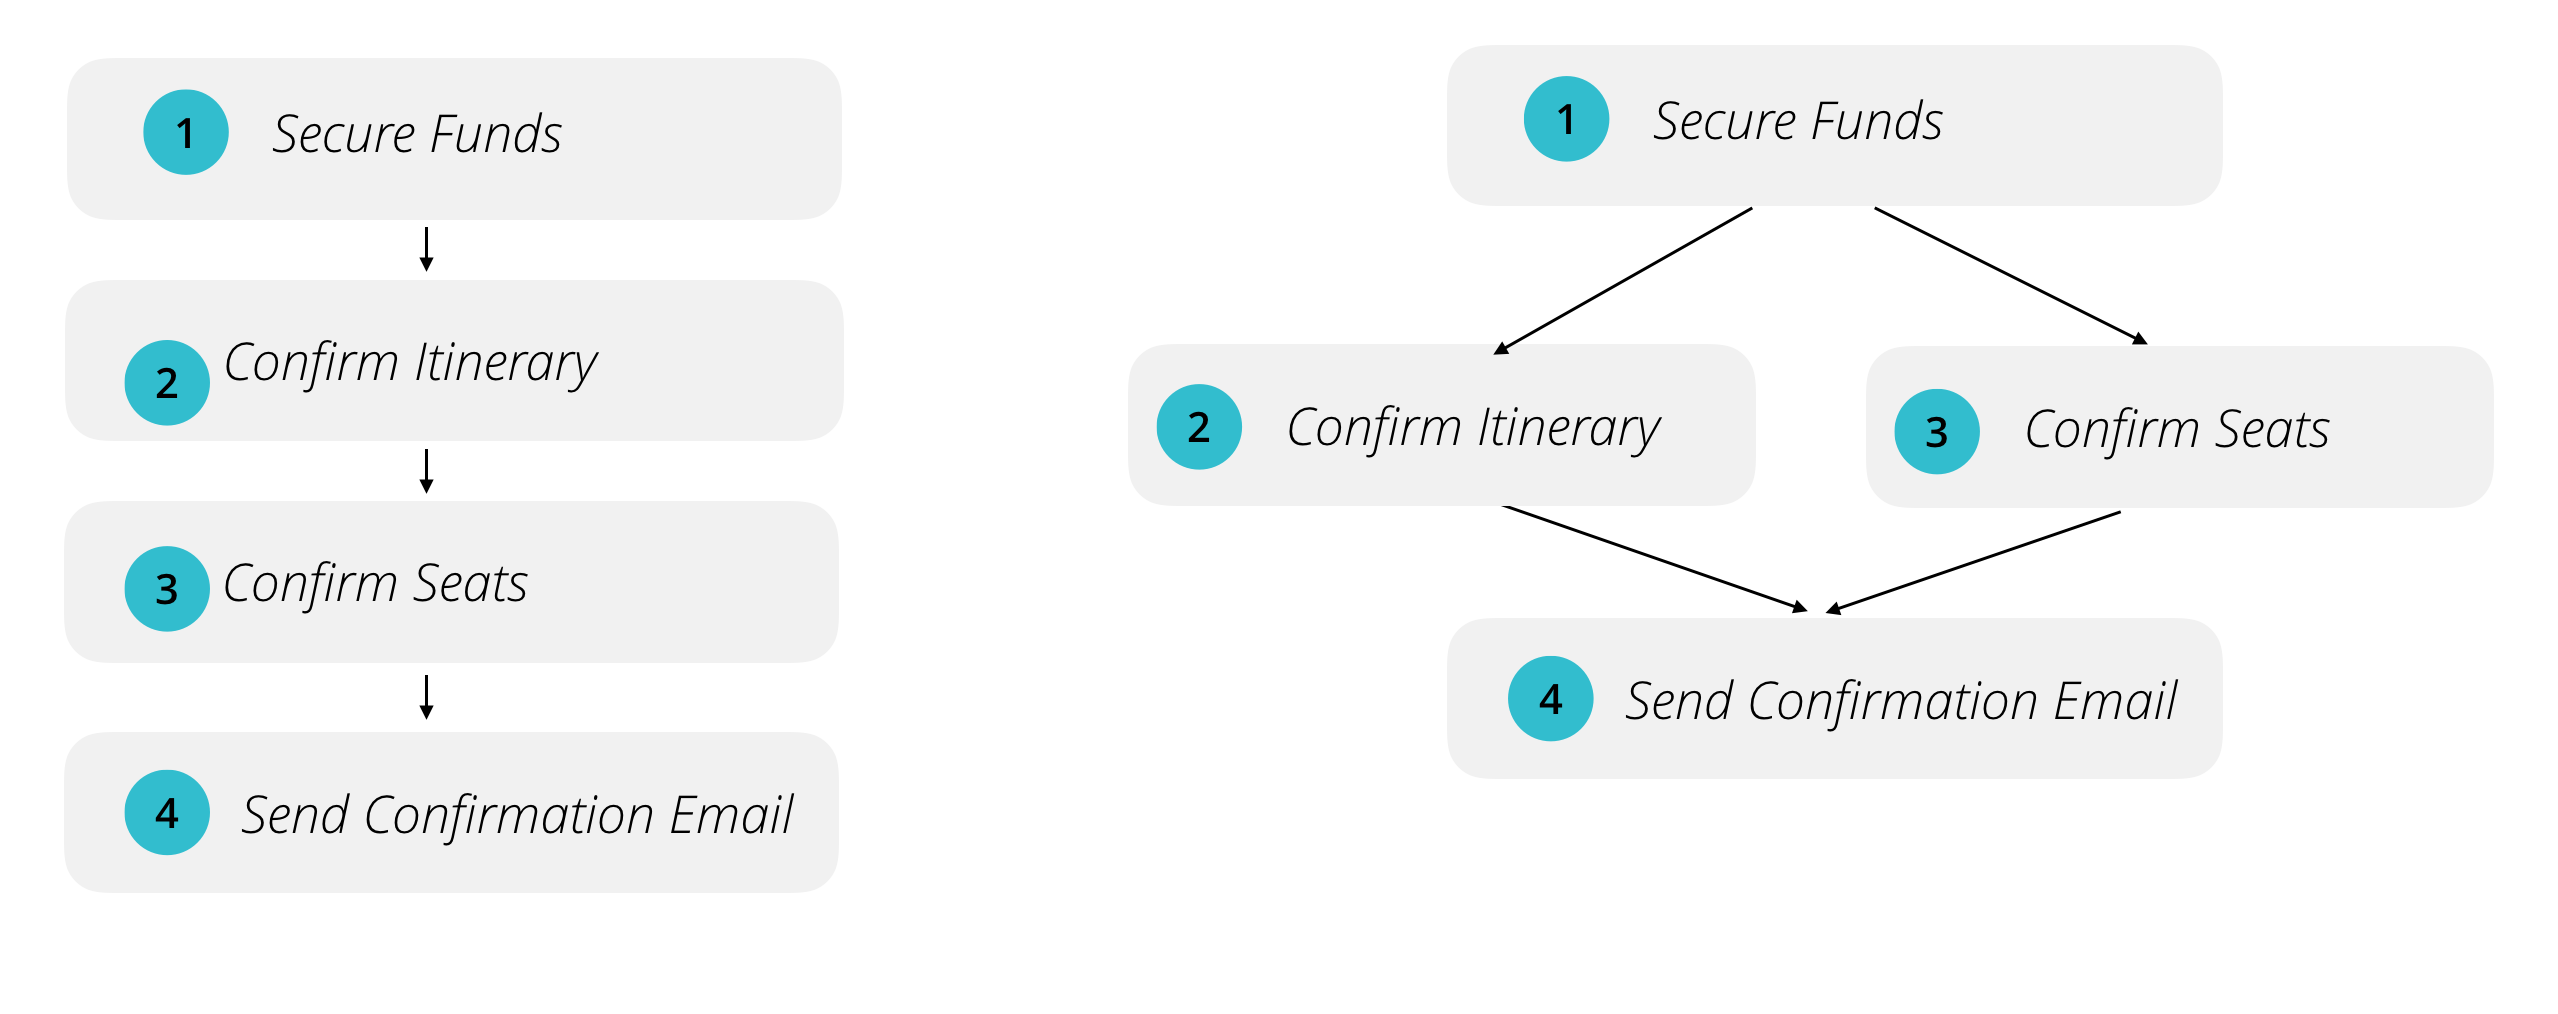 1 Secure Funds
2 Confirm Itinerary
3 Confirm Seats
4 Send Confirmation Email
1 Secure Funds
2 Confirm Itinerary
3 Confirm Seats
4 Send Confirmation Email